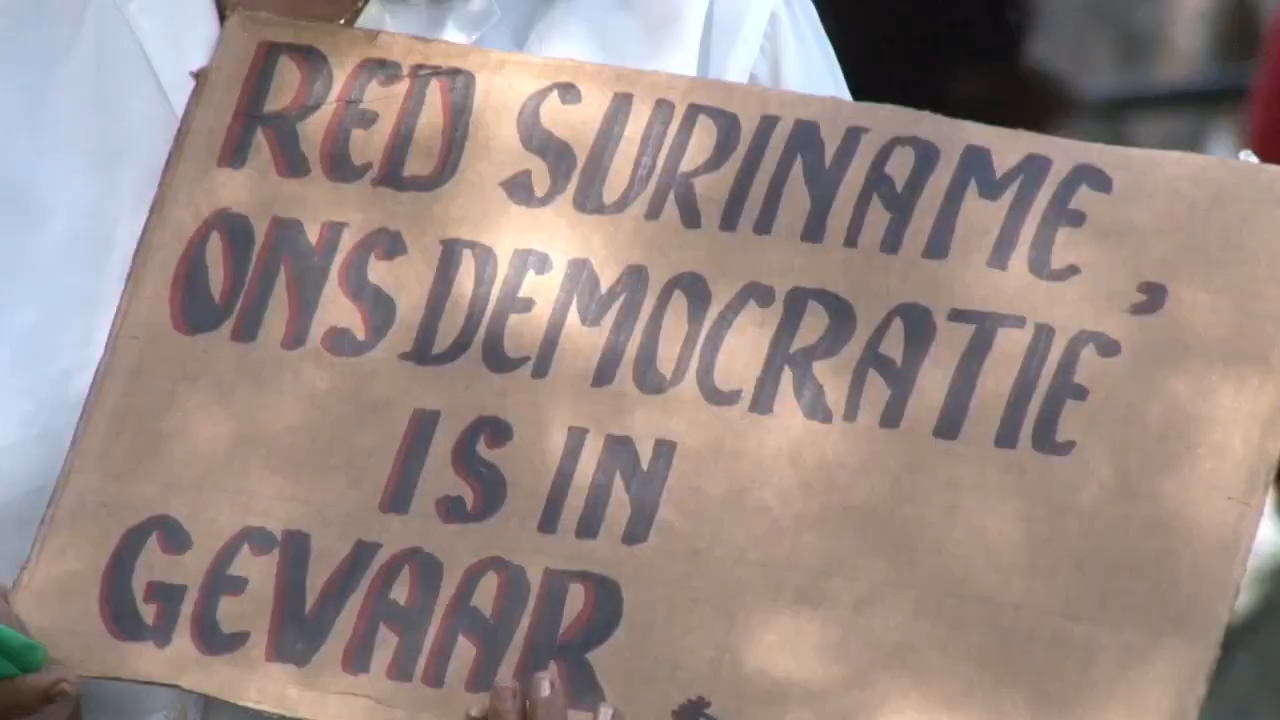 RED SURINAME,
ONS DEMOCRATIE
IS IN
GEVAAR